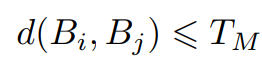 d(B_i, B_j) ⩽ T_M